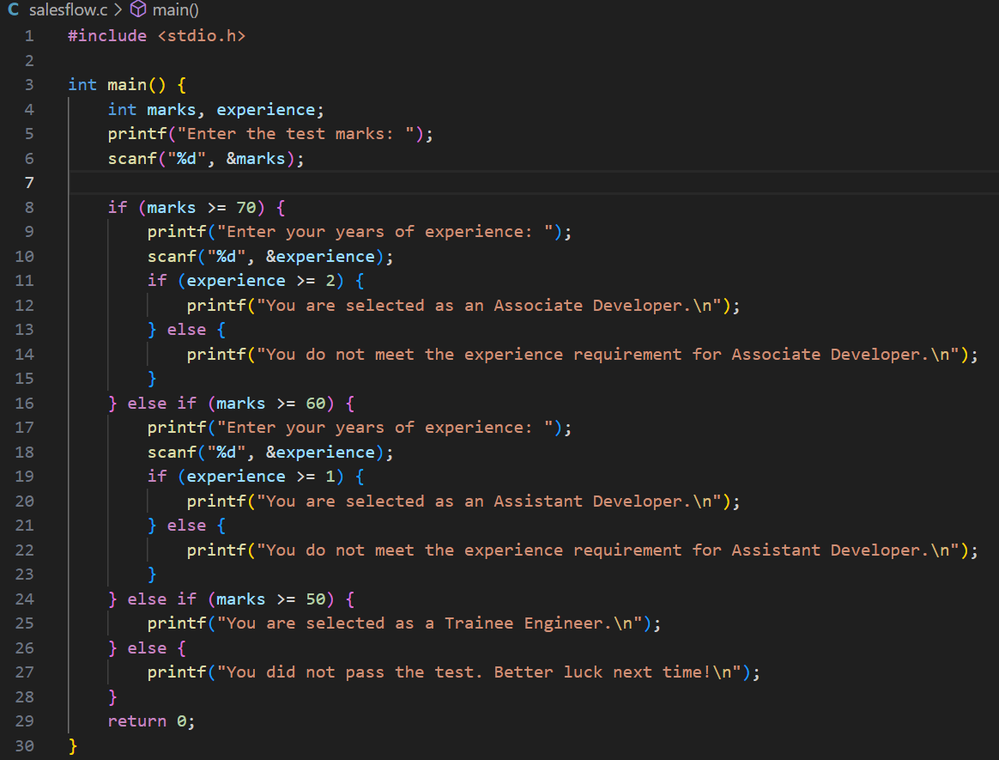 C salesflow.c > main()
1 #include <stdio.h>
2
3 int main() {
4     int marks, experience;
5     printf("Enter the test marks: ");
6     scanf("%d", &marks);
7
8     if (marks >= 70) {
9         printf("Enter your years of experience: ");
10         scanf("%d", &experience);
11         if (experience >= 2) {
12             printf("You are selected as an Associate Developer.\n");
13         } else {
14             printf("You do not meet the experience requirement for Associate Developer.\n");
15         }
16     } else if (marks >= 60) {
17         printf("Enter your years of experience: ");
18         scanf("%d", &experience);
19         if (experience >= 1) {
20             printf("You are selected as an Assistant Developer.\n");
21         } else {
22             printf("You do not meet the experience requirement for Assistant Developer.\n");
23         }
24     } else if (marks >= 50) {
25         printf("You are selected as a Trainee Engineer.\n");
26     } else {
27         printf("You did not pass the test. Better luck next time!\n");
28     }
29     return 0;
30 }